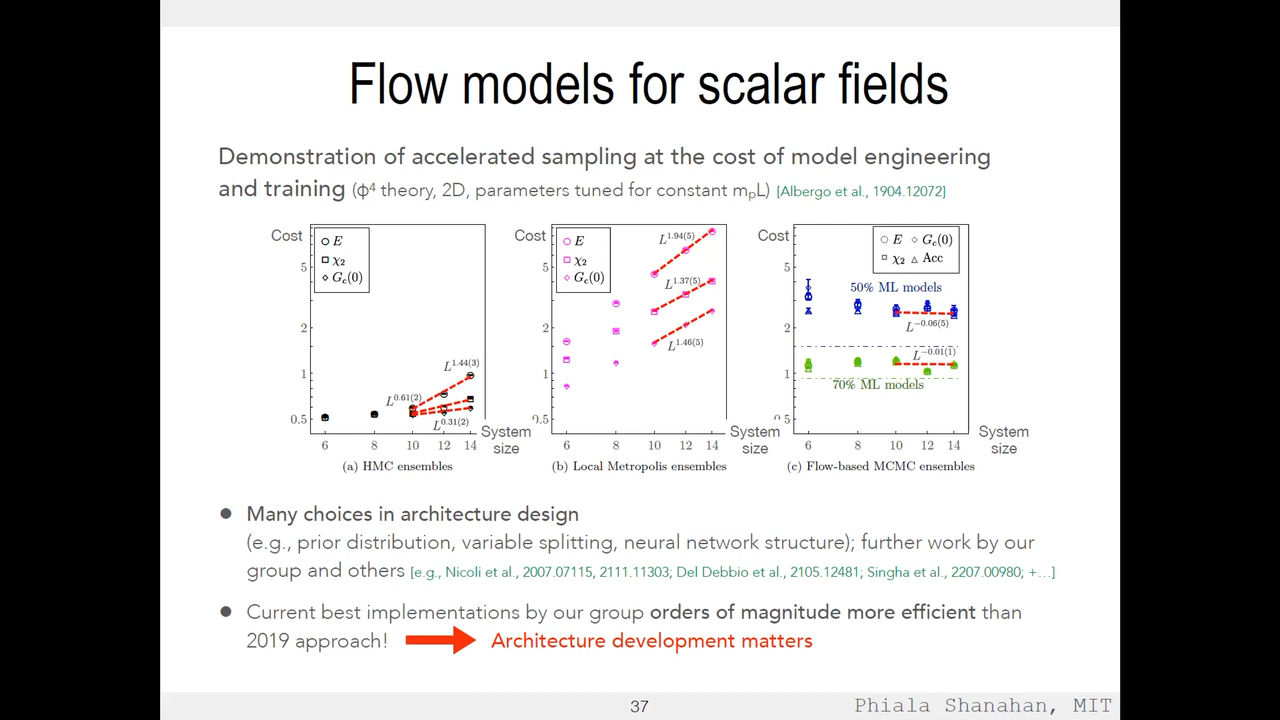 Flow models for scalar fields
Demonstration of accelerated sampling at the cost of model engineering
and training (ϕ⁴ theory, 2D, parameters tuned for constant mₚL) [Albergo et al., 1904.12072]
Cost
E
χ₂
G_c(0)
5
2
1
0.5
L^1.44(3)
L^0.61(2)
L^0.31(2)
6 8 10 12 14
System
size
(a) HMC ensembles
Cost
E
χ₂
G_c(0)
5
2
1
0.5
L^1.94(5)
L^1.37(5)
L^1.46(5)
6 8 10 12 14
System
size
(b) Local Metropolis ensembles
Cost
E G_c(0)
χ₂ Acc
5
2
1
0.5
50% ML models
L^−0.06(5)
L^−0.01(1)
70% ML models
6 8 10 12 14
System
size
(c) Flow-based MCMC ensembles
● Many choices in architecture design
(e.g., prior distribution, variable splitting, neural network structure); further work by our
group and others [e.g., Nicoli et al., 2007.07115, 2111.11303; Del Debbio et al., 2105.12481; Singha et al., 2207.00980; +…]
● Current best implementations by our group orders of magnitude more efficient than
2019 approach! Architecture development matters
37
Phiala Shanahan, MIT